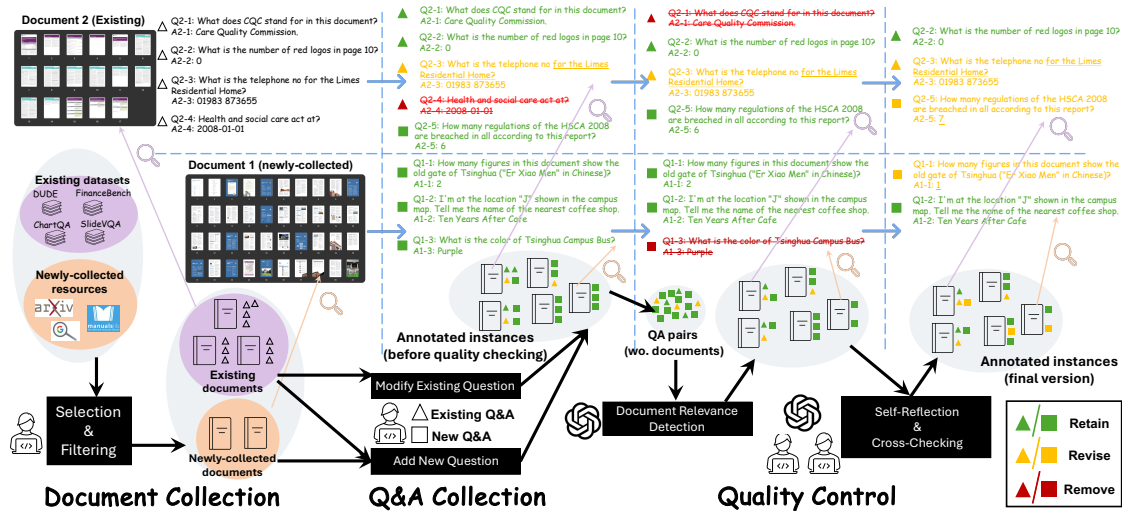 Document 2 (Existing)
Q2-1: What does CQC stand for in this document?
A2-1: Care Quality Commission.
Q2-2: What is the number of red logos in page 10?
A2-2: 0
Q2-3: What is the telephone no for the Limes
Residential Home?
A2-3: 01983 873655
Q2-4: Health and social care act at?
A2-4: 2008-01-01
Q2-1: What does CQC stand for in this document?
A2-1: Care Quality Commission.
Q2-2: What is the number of red logos in page 10?
A2-2: 0
Q2-3: What is the telephone no for the Limes
Residential Home?
A2-3: 01983 873655
Q2-4: Health and social care act at?
A2-4: 2008-01-01
Q2-5: How many regulations of the HSCA 2008
are breached in all according to this report?
A2-5: 6
Q2-1: What does CQC stand for in this document?
A2-1: Care Quality Commission.
Q2-2: What is the number of red logos in page 10?
A2-2: 0
Q2-3: What is the telephone no for the Limes
Residential Home?
A2-3: 01983 873655
Q2-5: How many regulations of the HSCA 2008
are breached in all according to this report?
A2-5: 6
Q2-2: What is the number of red logos in page 10?
A2-2: 0
Q2-3: What is the telephone no for the Limes
Residential Home?
A2-3: 01983 873655
Q2-5: How many regulations of the HSCA 2008
are breached in all according to this report?
A2-5: 7
Document 1 (newly-collected)
Q1-1: How many figures in this document show the
old gate of Tsinghua ("Er Xiao Men" in Chinese)?
A1-1: 2
Q1-2: I'm at the location "J" shown in the campus
map. Tell me the name of the nearest coffee shop.
A1-2: Ten Years After Cafe
Q1-3: What is the color of Tsinghua Campus Bus?
A1-3: Purple
Q1-1: How many figures in this document show the
old gate of Tsinghua ("Er Xiao Men" in Chinese)?
A1-1: 2
Q1-2: I'm at the location "J" shown in the campus
map. Tell me the name of the nearest coffee shop.
A1-2: Ten Years After Cafe
Q1-3: What is the color of Tsinghua Campus Bus?
A1-3: Purple
Q1-1: How many figures in this document show the
old gate of Tsinghua ("Er Xiao Men" in Chinese)?
A1-1: 1
Q1-2: I'm at the location "J" shown in the campus
map. Tell me the name of the nearest coffee shop.
A1-2: Ten Years After Cafe
Existing datasets
DUDE FinanceBench
ChartQA SlideVQA
Newly-collected
resources
arXiv
manuals
Existing
documents
Newly-collected
documents
Selection
&
Filtering
Annotated instances
(before quality checking)
Modify Existing Question
Existing Q&A
New Q&A
Add New Question
QA pairs
(wo. documents)
Document Relevance
Detection
Self-Reflection
&
Cross-Checking
Annotated instances
(final version)
Retain
Revise
Remove
Document Collection
Q&A Collection
Quality Control